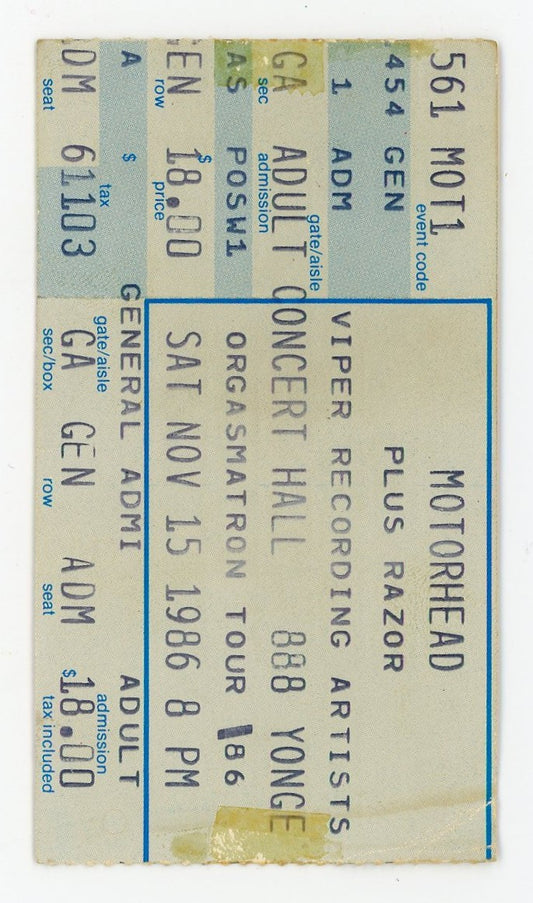 561 MOT1 MOTORHEAD
event code
454 GEN PLUS RAZOR
1 ADM VIPER RECORDING ARTISTS
gate/aisle
GA ADULT CONCERT HALL 888 YONGE
sec admission
AS POSW1 ORGASMATRON TOUR '86
GEN $18.00 SAT NOV 15 1986 8 PM
row price
A $ GENERAL ADMI ADULT
tax gate/aisle admission
ADM 61103 GA GEN ADM $18.00
seat sec/box row seat tax included